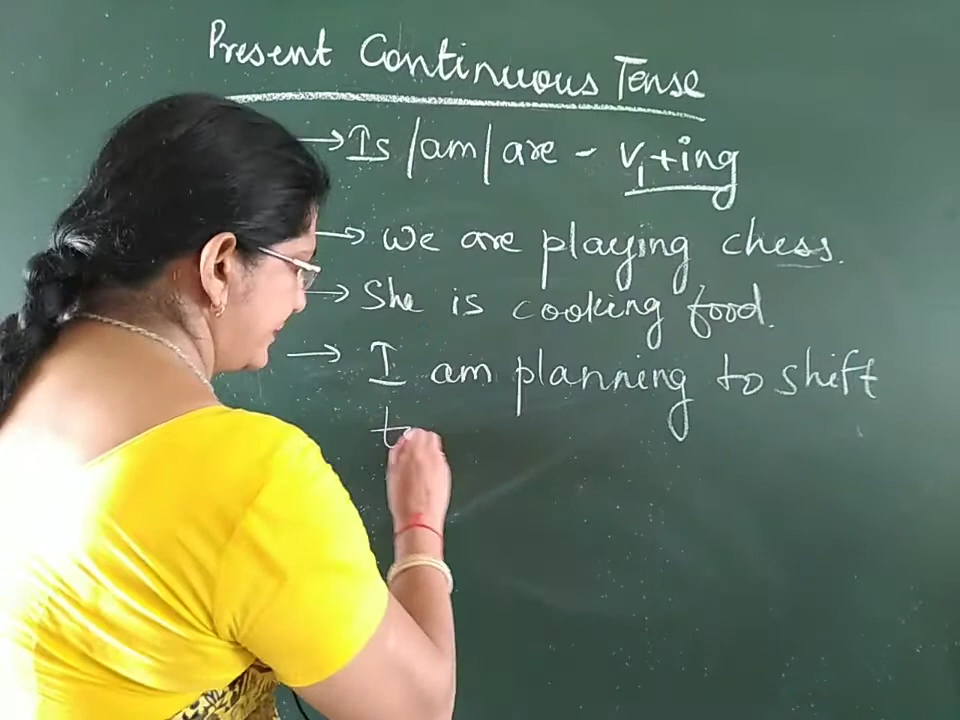 Present Continuous Tense
→ Is / am / are - V₁ + ing
→ We are playing chess.
→ She is cooking food.
→ I am planning to shift